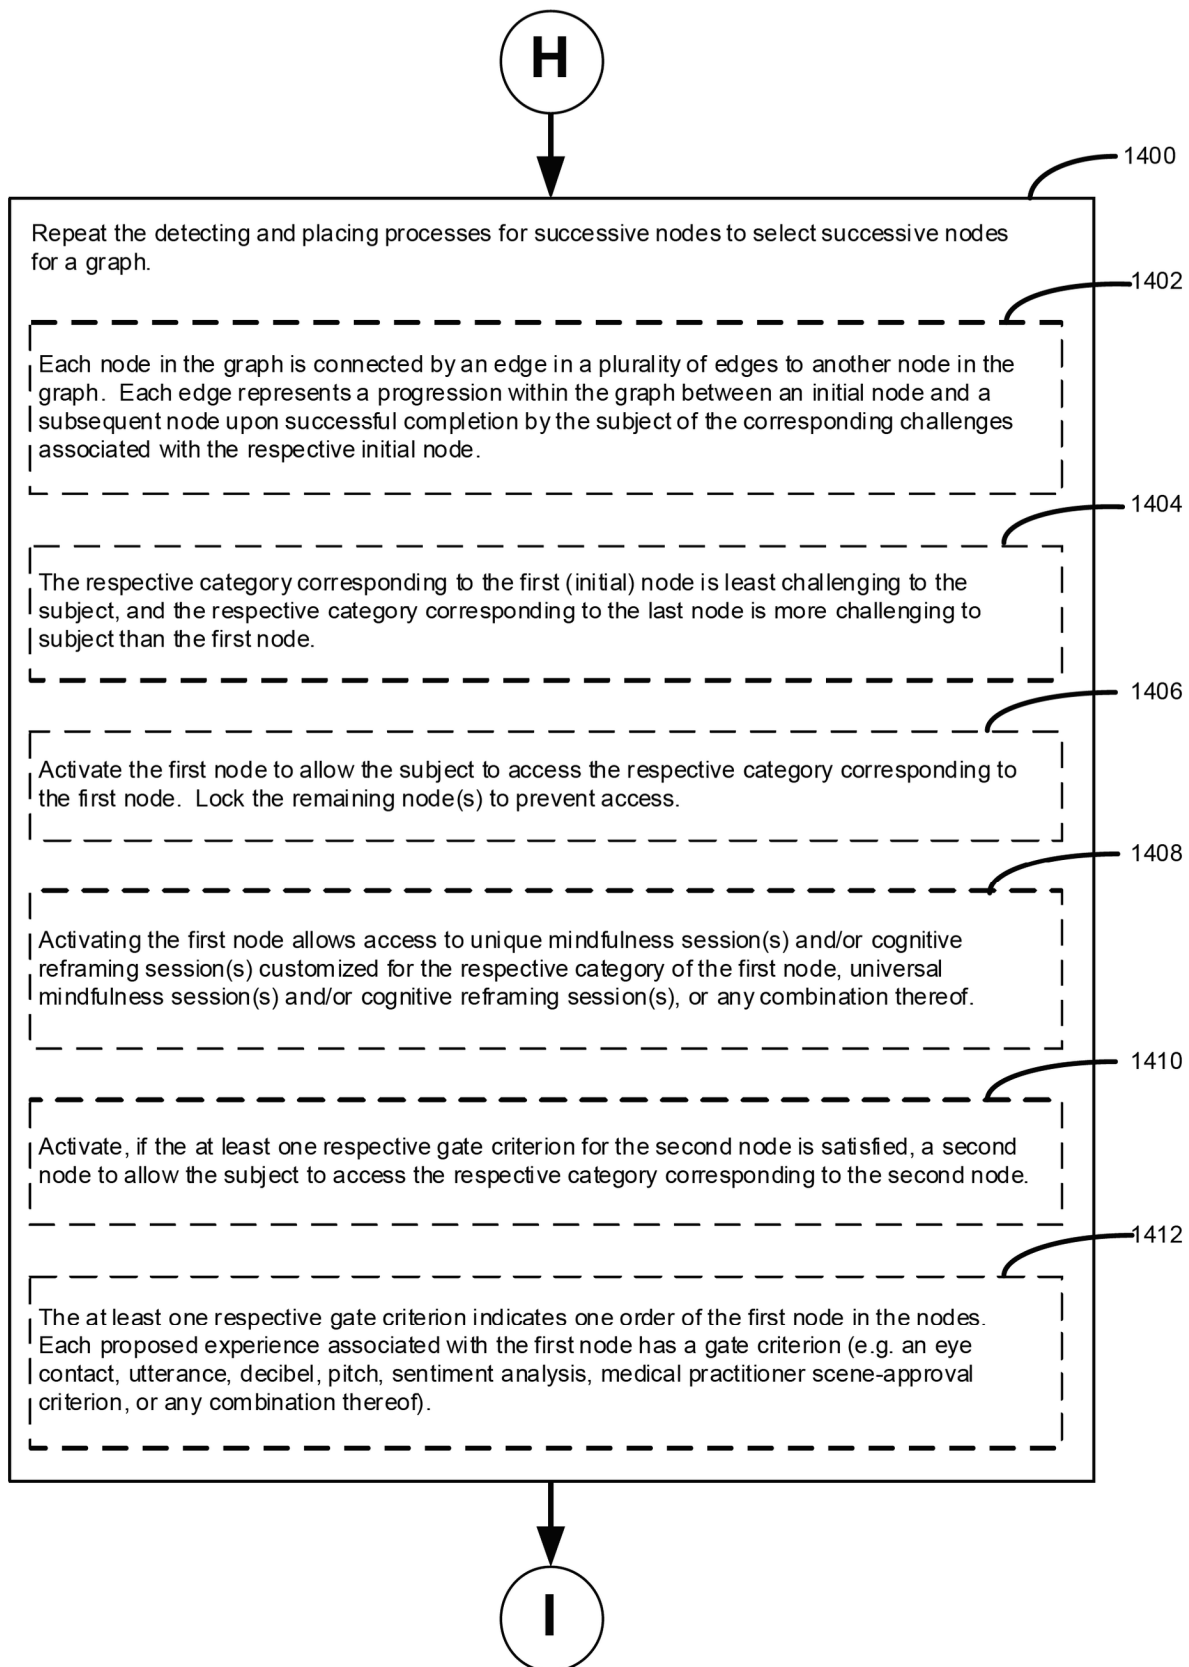 H
1400
Repeat the detecting and placing processes for successive nodes to select successive nodes
for a graph.
1402
Each node in the graph is connected by an edge in a plurality of edges to another node in the
graph.  Each edge represents a progression within the graph between an initial node and a
subsequent node upon successful completion by the subject of the corresponding challenges
associated with the respective initial node.
1404
The respective category corresponding to the first (initial) node is least challenging to the
subject, and the respective category corresponding to the last node is more challenging to
subject than the first node.
1406
Activate the first node to allow the subject to access the respective category corresponding to
the first node.  Lock the remaining node(s) to prevent access.
1408
Activating the first node allows access to unique mindfulness session(s) and/or cognitive
reframing session(s) customized for the respective category of the first node, universal
mindfulness session(s) and/or cognitive reframing session(s), or any combination thereof.
1410
Activate, if the at least one respective gate criterion for the second node is satisfied, a second
node to allow the subject to access the respective category corresponding to the second node.
1412
The at least one respective gate criterion indicates one order of the first node in the nodes.
Each proposed experience associated with the first node has a gate criterion (e.g. an eye
contact, utterance, decibel, pitch, sentiment analysis, medical practitioner scene-approval
criterion, or any combination thereof).
I